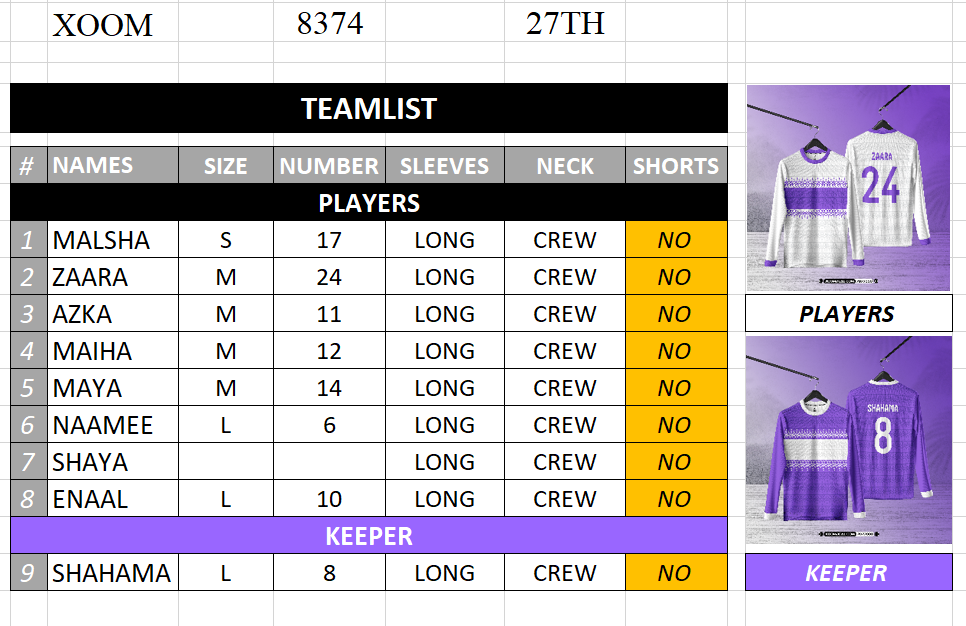 XOOM 8374 27TH
TEAMLIST
# NAMES SIZE NUMBER SLEEVES NECK SHORTS
PLAYERS
1 MALSHA S 17 LONG CREW NO
2 ZAARA M 24 LONG CREW NO
3 AZKA M 11 LONG CREW NO
4 MAIHA M 12 LONG CREW NO
5 MAYA M 14 LONG CREW NO
6 NAAMEE L 6 LONG CREW NO
7 SHAYA LONG CREW NO
8 ENAAL L 10 LONG CREW NO
KEEPER
9 SHAHAMA L 8 LONG CREW NO
ZAARA
24
PLAYERS
SHAHAMA
8
KEEPER